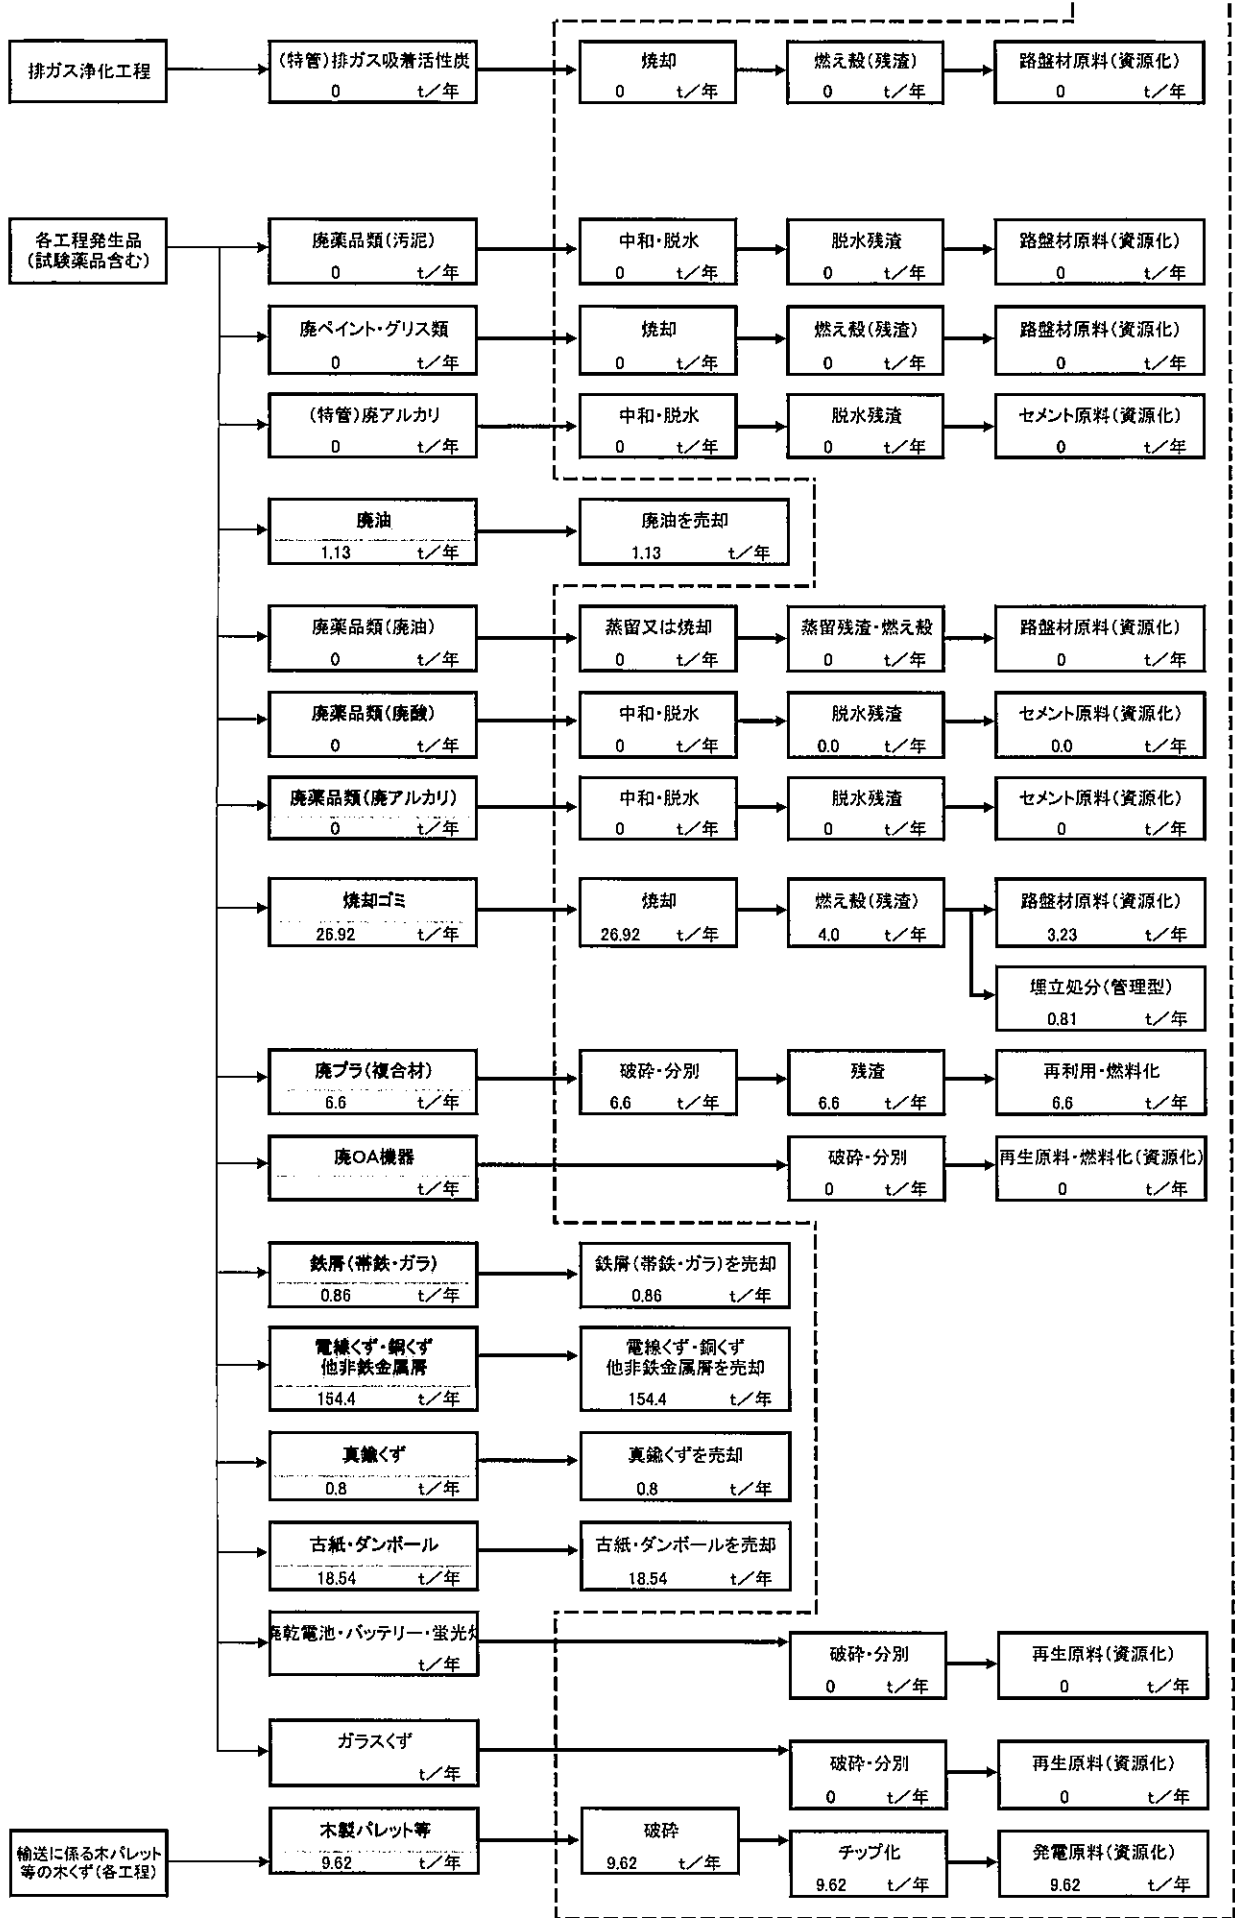 排ガス浄化工程
(特管)排ガス吸着活性炭
0 t/年
焼却
0 t/年
燃え殻(残渣)
0 t/年
路盤材原料(資源化)
0 t/年
各工程発生品
(試験薬品含む)
廃薬品類(汚泥)
0 t/年
中和・脱水
0 t/年
脱水残渣
0 t/年
路盤材原料(資源化)
0 t/年
廃ペイント・グリス類
0 t/年
焼却
0 t/年
燃え殻(残渣)
0 t/年
路盤材原料(資源化)
0 t/年
(特管)廃アルカリ
0 t/年
中和・脱水
0 t/年
脱水残渣
0 t/年
セメント原料(資源化)
0 t/年
廃油
1.13 t/年
廃油を売却
1.13 t/年
廃薬品類(廃油)
0 t/年
蒸留又は焼却
0 t/年
蒸留残渣・燃え殻
0 t/年
路盤材原料(資源化)
0 t/年
廃薬品類(廃酸)
0 t/年
中和・脱水
0 t/年
脱水残渣
0.0 t/年
セメント原料(資源化)
0.0 t/年
廃薬品類(廃アルカリ)
0 t/年
中和・脱水
0 t/年
脱水残渣
0 t/年
セメント原料(資源化)
0 t/年
焼却ゴミ
26.92 t/年
焼却
26.92 t/年
燃え殻(残渣)
4.0 t/年
路盤材原料(資源化)
3.23 t/年
埋立処分(管理型)
0.81 t/年
廃プラ(複合材)
6.6 t/年
破砕・分別
6.6 t/年
残渣
6.6 t/年
再利用・燃料化
6.6 t/年
廃OA機器
t/年
破砕・分別
0 t/年
再生原料・燃料化(資源化)
0 t/年
鉄屑(帯鉄・ガラ)
0.86 t/年
鉄屑(帯鉄・ガラ)を売却
0.86 t/年
電線くず・銅くず
他非鉄金属屑
154.4 t/年
電線くず・銅くず
他非鉄金属屑を売却
154.4 t/年
真鍮くず
0.8 t/年
真鍮くずを売却
0.8 t/年
古紙・ダンボール
18.54 t/年
古紙・ダンボールを売却
18.54 t/年
廃乾電池・バッテリー・蛍光灯
t/年
破砕・分別
0 t/年
再生原料(資源化)
0 t/年
ガラスくず
t/年
破砕・分別
0 t/年
再生原料(資源化)
0 t/年
輸送に係る木パレット
等の木くず(各工程)
木製パレット等
9.62 t/年
破砕
9.62 t/年
チップ化
9.62 t/年
発電原料(資源化)
9.62 t/年